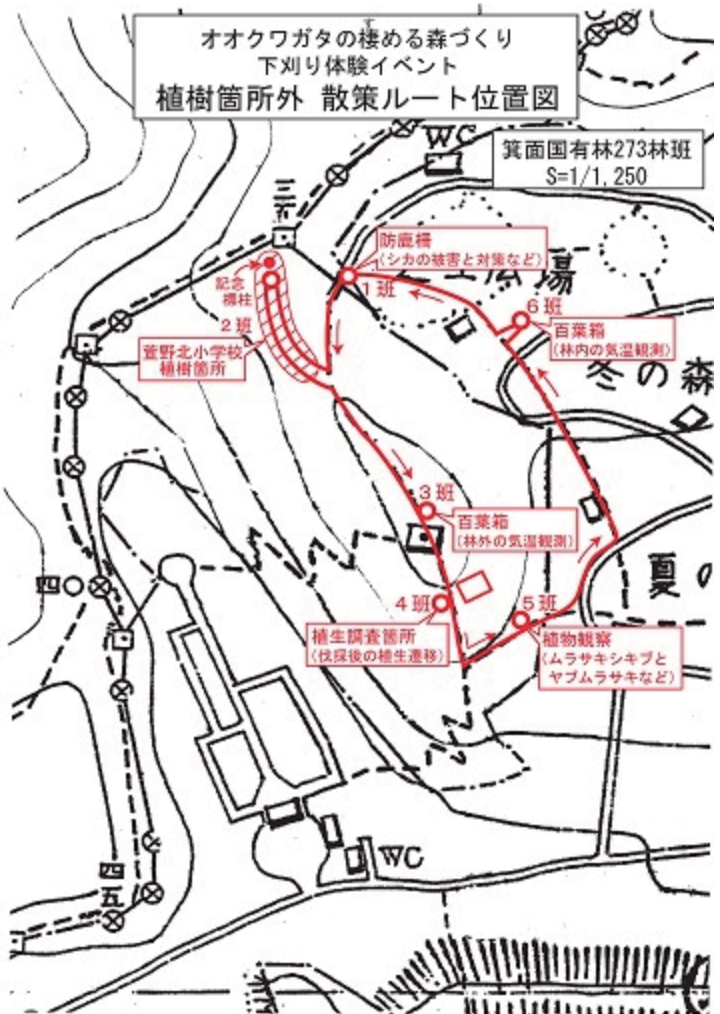 す
オオクワガタの棲める森づくり
下刈り体験イベント
植樹箇所外 散策ルート位置図
箕面国有林273林班
S=1/1,250
WC
防鹿柵
(シカの被害と対策など)
1班
広場
記念
標柱
2班
萱野北小学校
植樹箇所
6班
百葉箱
(林内の気温観測)
冬の森
3班
百葉箱
(林外の気温観測)
夏の
四〇
4班
植生調査箇所
(伐採後の植生遷移)
5班
植物観察
(ムラサキシキブと
ヤブムラサキなど)
WC
四五